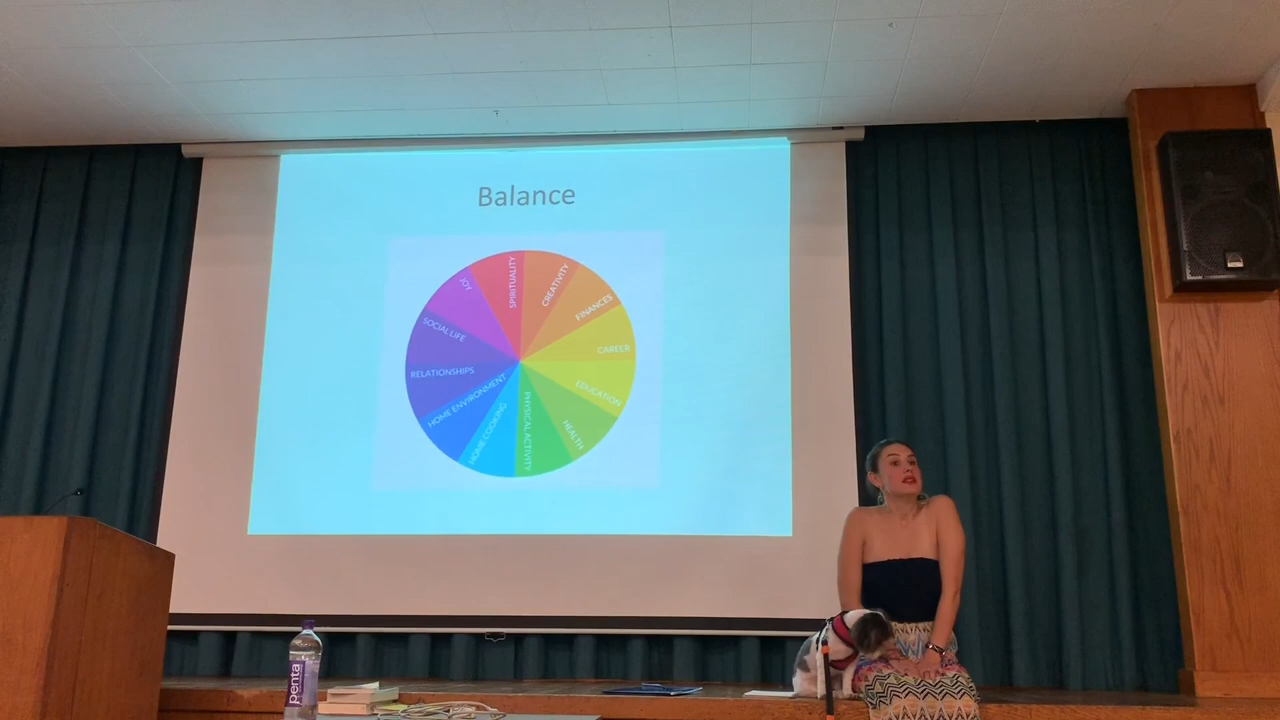 Balance
SPIRITUALITY
CREATIVITY
FINANCES
CAREER
EDUCATION
HEALTH
PHYSICAL ACTIVITY
HOME COOKING
HOME ENVIRONMENT
RELATIONSHIPS
SOCIAL LIFE
JOY
penta